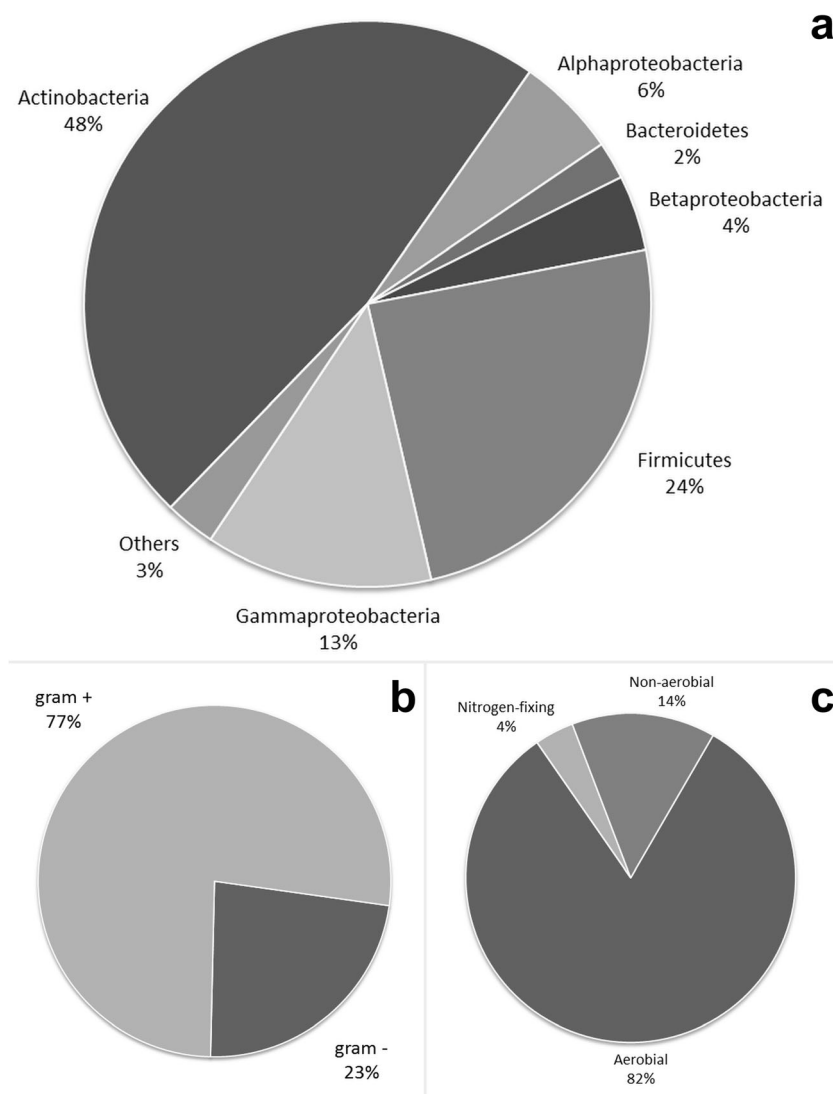 a
Actinobacteria
48%
Alphaproteobacteria
6%
Bacteroidetes
2%
Betaproteobacteria
4%
Firmicutes
24%
Gammaproteobacteria
13%
Others
3%
b
gram +
77%
gram -
23%
c
Nitrogen-fixing
4%
Non-aerobial
14%
Aerobial
82%